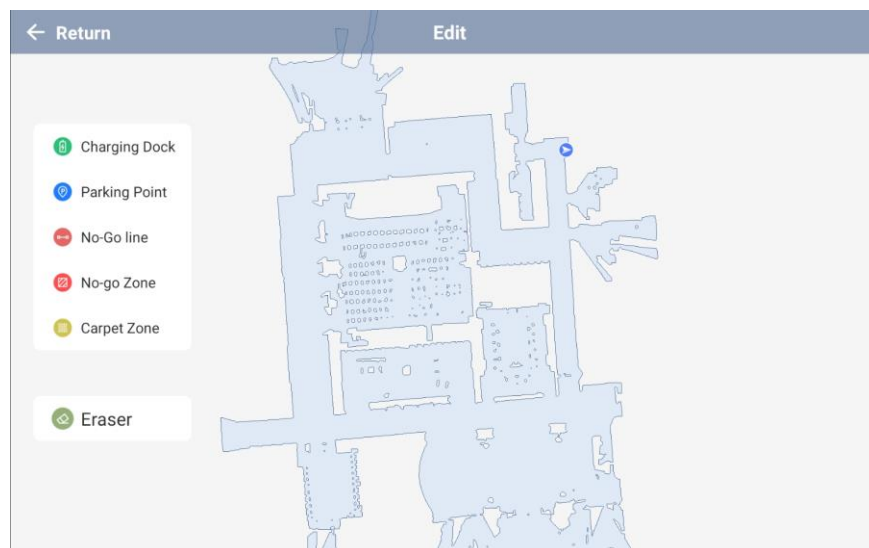 Return
Edit
Charging Dock
Parking Point
No-Go line
No-go Zone
Carpet Zone
Eraser